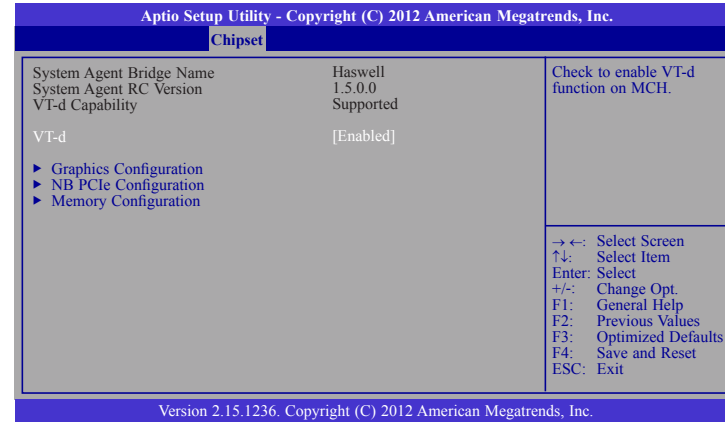 Aptio Setup Utility - Copyright (C) 2012 American Megatrends, Inc.
Chipset
System Agent Bridge Name Haswell
System Agent RC Version 1.5.0.0
VT-d Capability Supported
VT-d [Enabled]
► Graphics Configuration
► NB PCIe Configuration
► Memory Configuration
Check to enable VT-d
function on MCH.
→←: Select Screen
↑↓: Select Item
Enter: Select
+/-: Change Opt.
F1: General Help
F2: Previous Values
F3: Optimized Defaults
F4: Save and Reset
ESC: Exit
Version 2.15.1236. Copyright (C) 2012 American Megatrends, Inc.